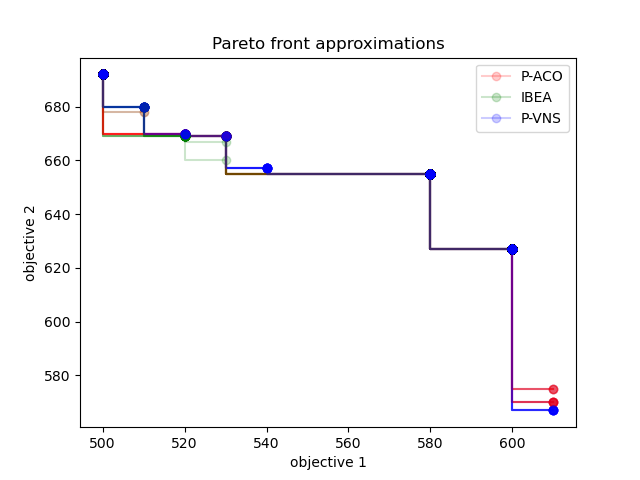 Pareto front approximations
P-ACO
IBEA
P-VNS
680
660
640
620
600
580
objective 2
500 520 540 560 580 600
objective 1